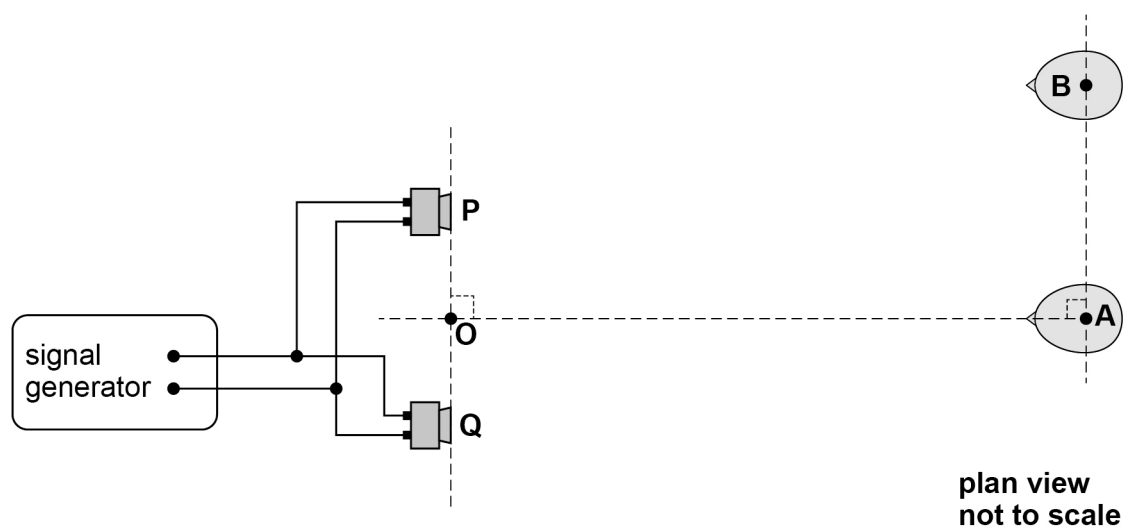 B
P
O
A
signal
generator
Q
plan view
not to scale